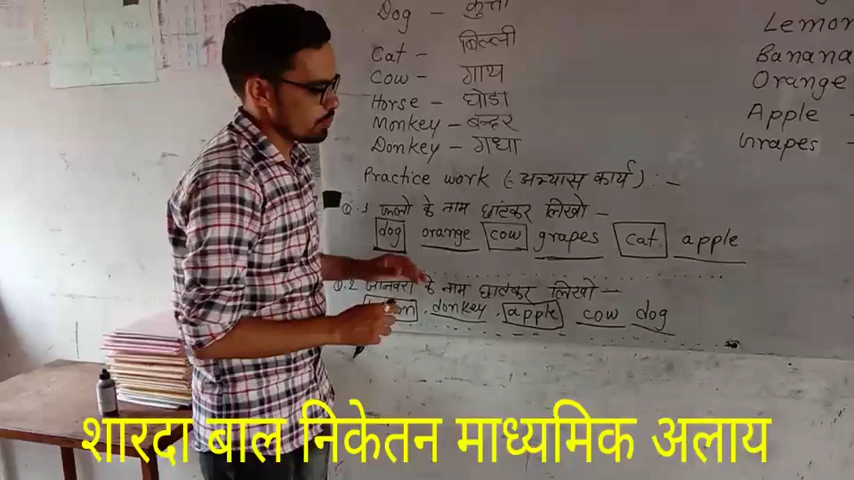 Dog - कुत्ता
Cat - बिल्ली
Cow - गाय
Horse - घोडा
Monkey - बन्दर
Donkey - गधा
Lemon
Banana
Orange
Apple -
Grapes -
Practice work (अभ्यास कार्य) :-
Q.1 फलो के नाम छांटकर लिखो -
dog orange cow grapes cat apple
Q.2 जानवरों के नाम छांटकर लिखो -
donkey apple cow dog
शारदा बाल निकेतन माध्यमिक अलाय